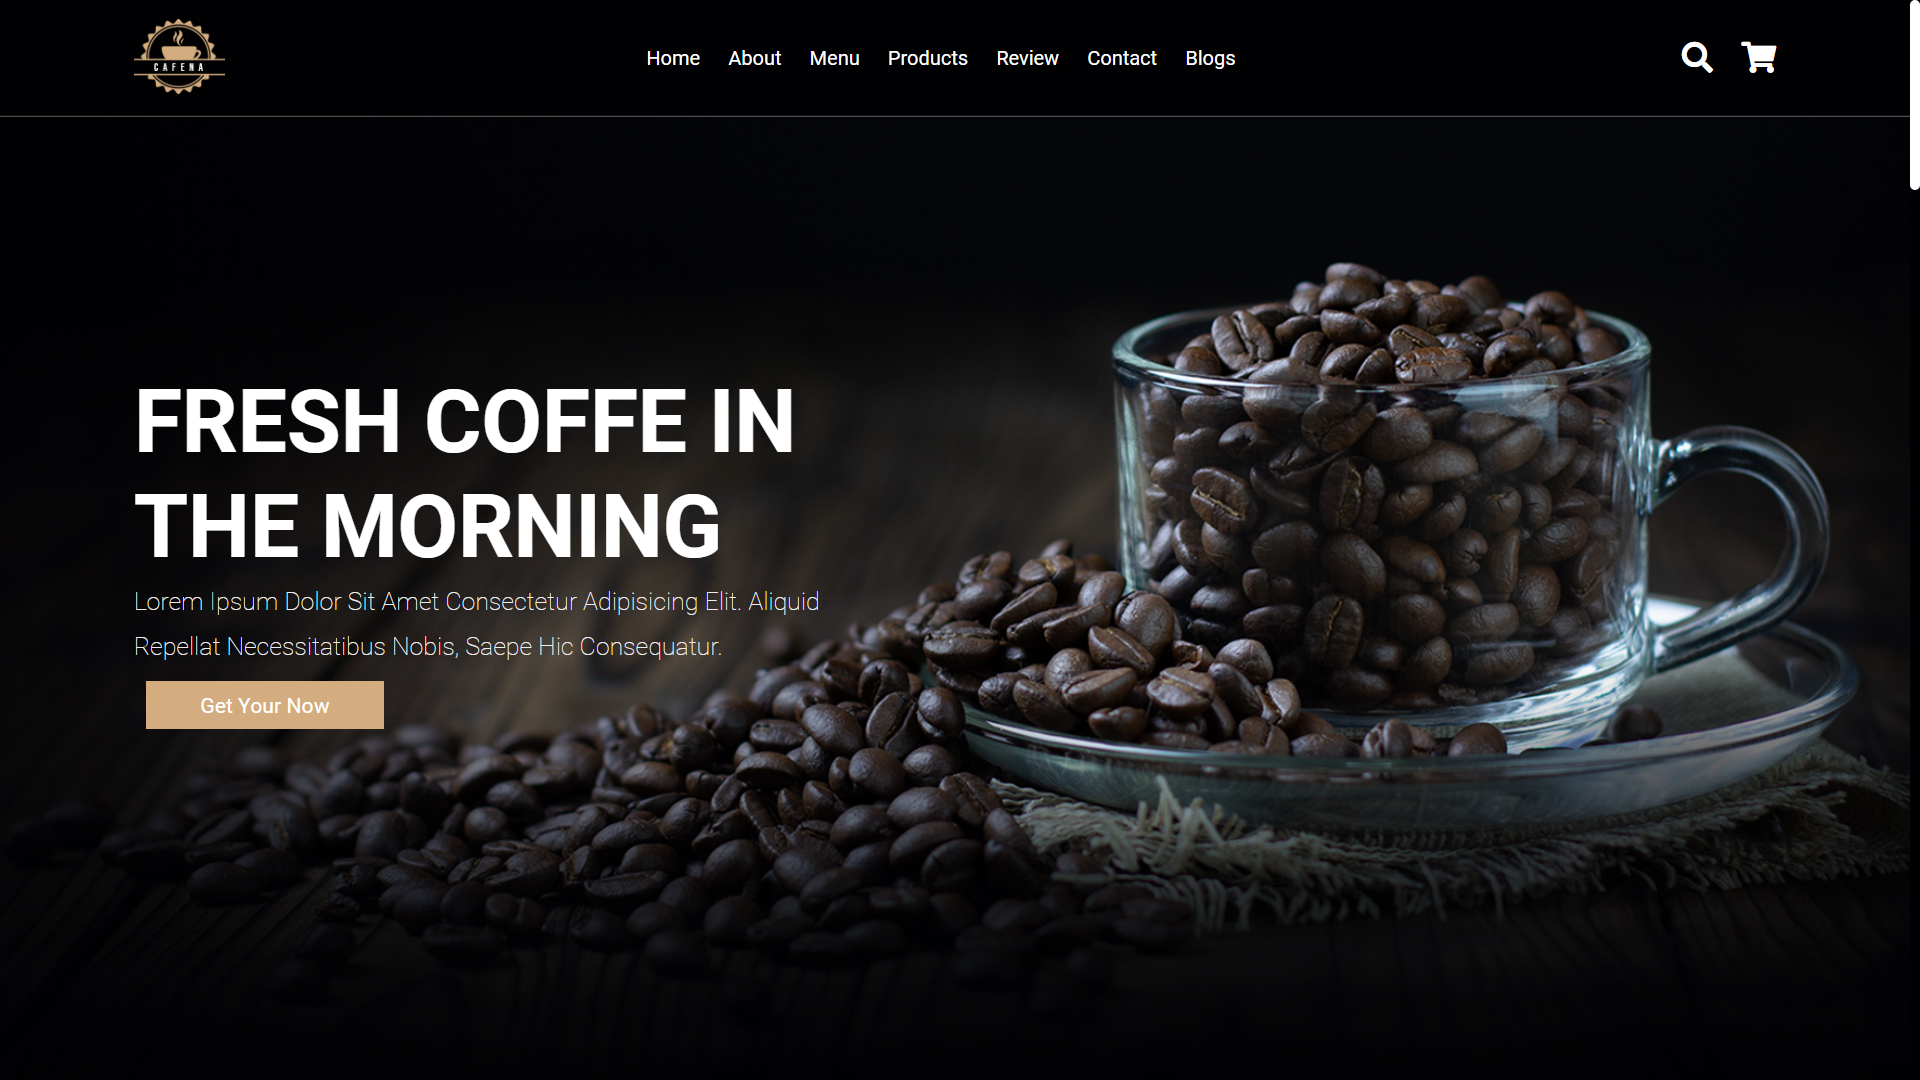 CAFENA
Home About Menu Products Review Contact Blogs
FRESH COFFE IN
THE MORNING
Lorem Ipsum Dolor Sit Amet Consectetur Adipisicing Elit. Aliquid
Repellat Necessitatibus Nobis, Saepe Hic Consequatur.
Get Your Now